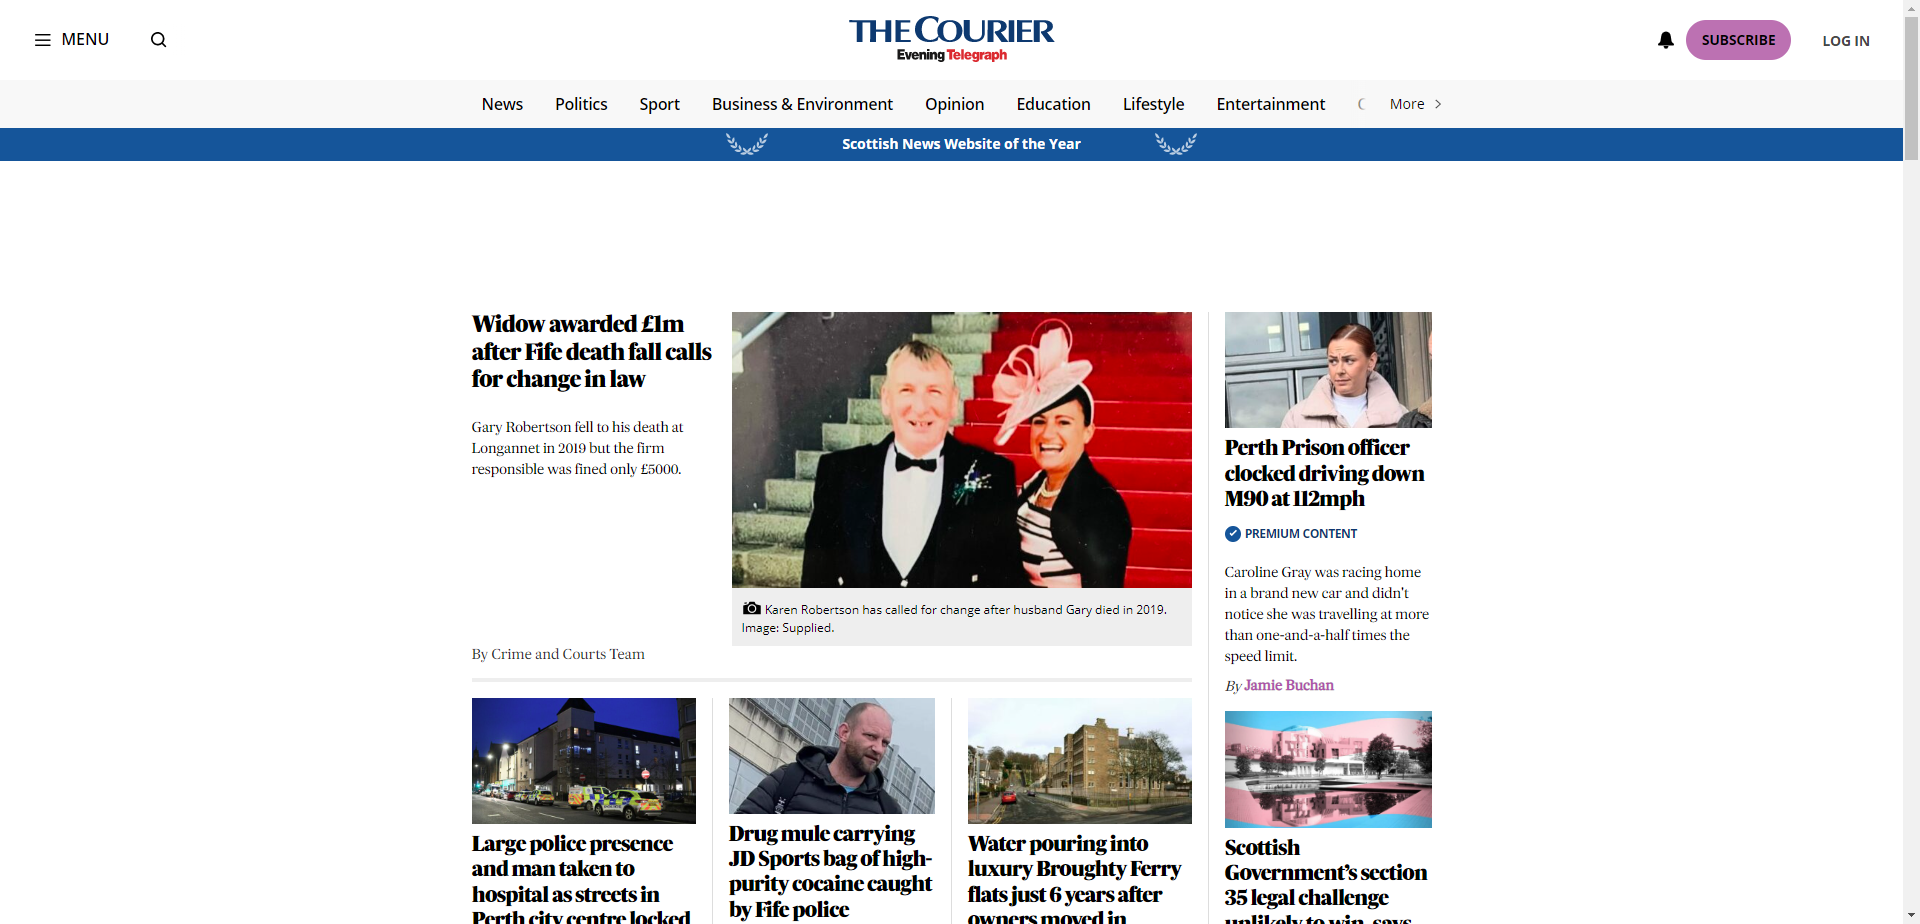 MENU
THE COURIER
Evening Telegraph
SUBSCRIBE
LOG IN
News
Politics
Sport
Business & Environment
Opinion
Education
Lifestyle
Entertainment
More
Scottish News Website of the Year
Widow awarded £1m
after Fife death fall calls
for change in law
Gary Robertson fell to his death at
Longannet in 2019 but the firm
responsible was fined only £5000.
By Crime and Courts Team
Karen Robertson has called for change after husband Gary died in 2019.
Image: Supplied.
Perth Prison officer
clocked driving down
M90 at 112mph
PREMIUM CONTENT
Caroline Gray was racing home
in a brand new car and didn't
notice she was travelling at more
than one-and-a-half times the
speed limit.
By Jamie Buchan
Large police presence
and man taken to
hospital as streets in
Perth city centre locked
Drug mule carrying
JD Sports bag of high-
purity cocaine caught
by Fife police
Water pouring into
luxury Broughty Ferry
flats just 6 years after
owners moved in
Scottish
Government's section
35 legal challenge
unlikely to win, says